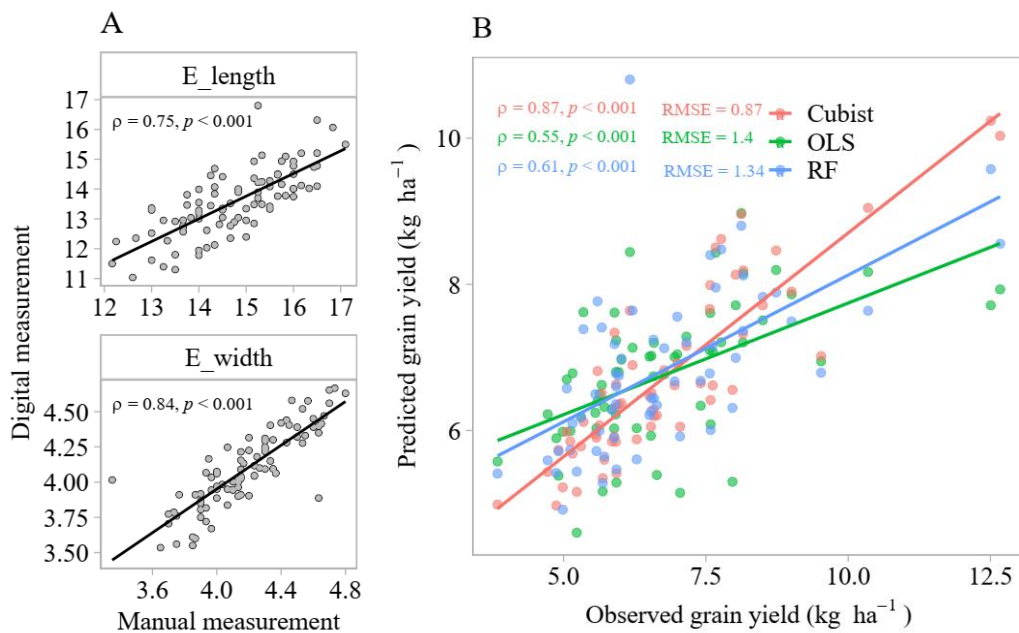 A
E_length
ρ = 0.75, p < 0.001
17
16
15
14
13
12
11
12 13 14 15 16 17
E_width
ρ = 0.84, p < 0.001
4.50
4.25
4.00
3.75
3.50
3.6 4.2 4.8
Manual measurement
Digital measurement
B
ρ = 0.87, p < 0.001 RMSE = 0.87 Cubist
ρ = 0.55, p < 0.001 RMSE = 1.4 OLS
ρ = 0.61, p < 0.001 RMSE = 1.34 RF
10
8
6
5.0 7.5 10.0 12.5
Observed grain yield (kg ha⁻¹)
Predicted grain yield (kg ha⁻¹)